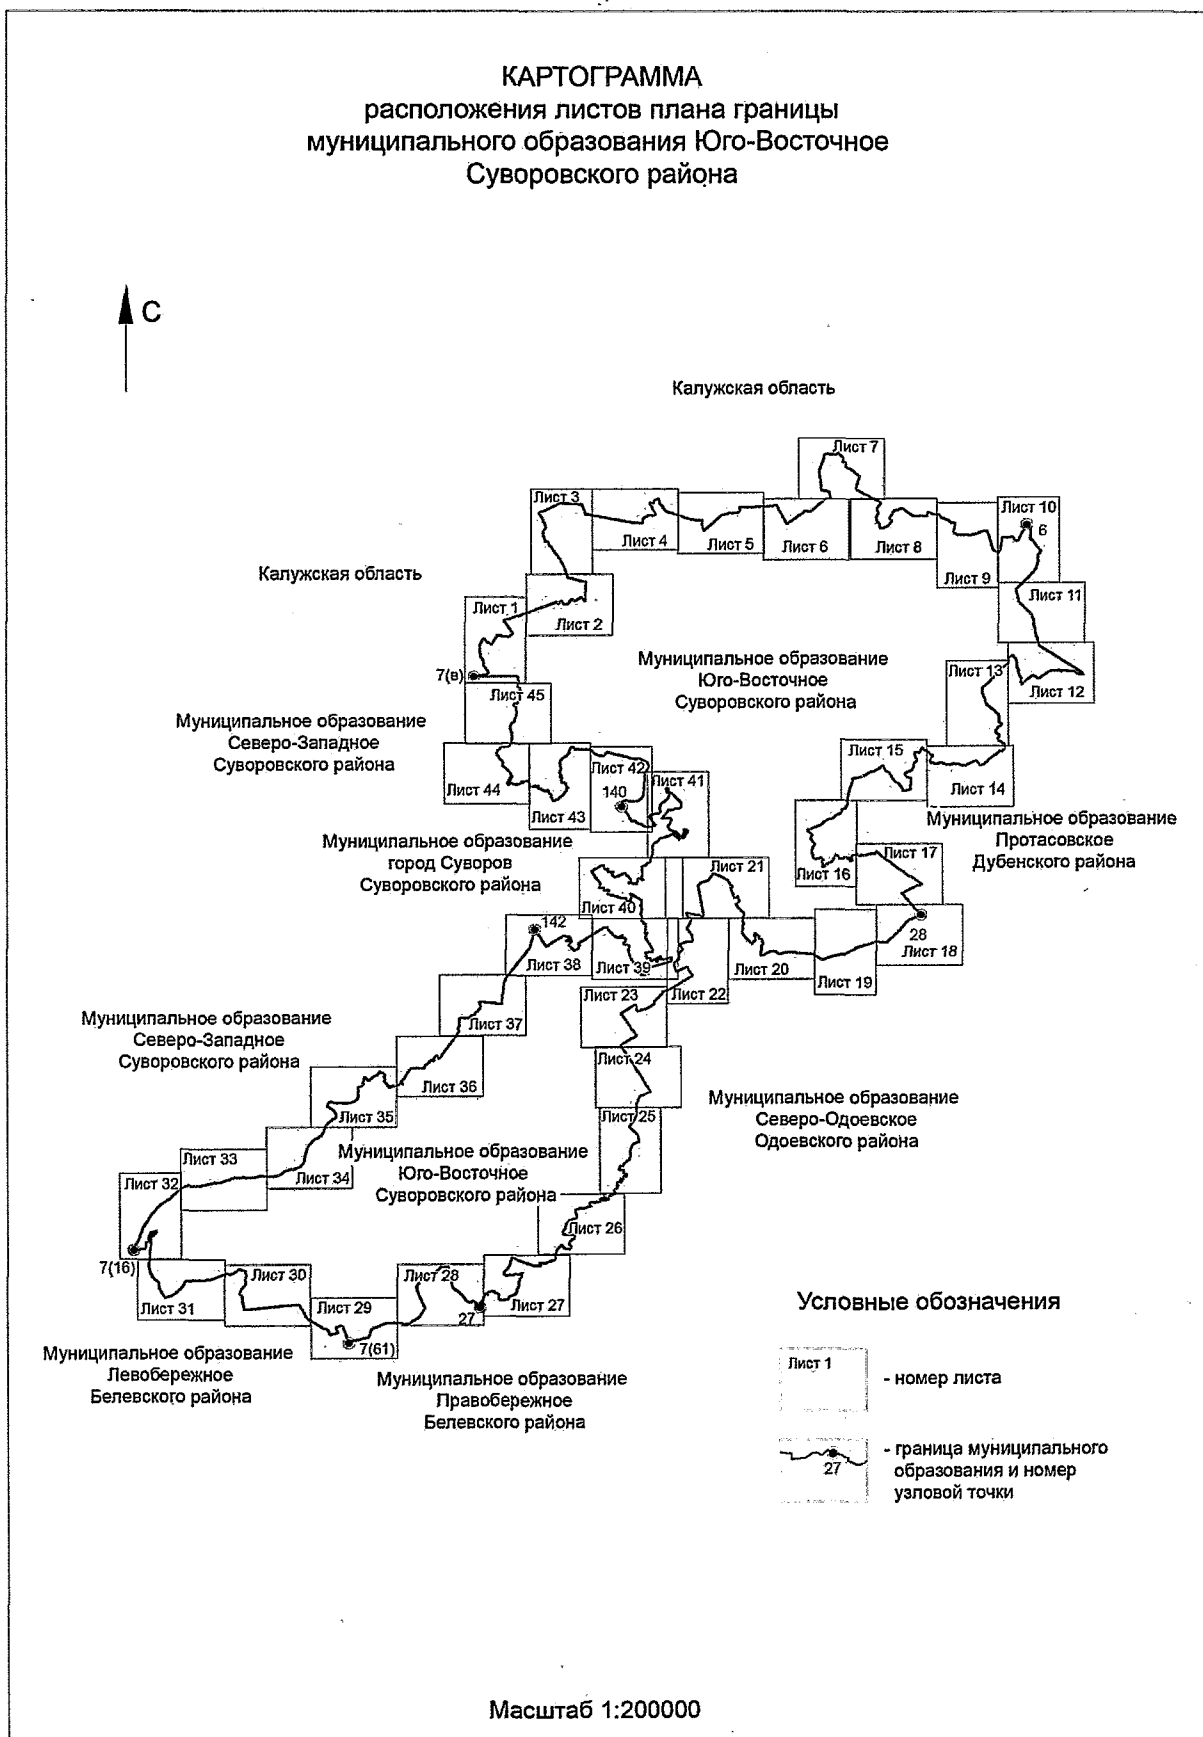 КАРТОГРАММА
расположения листов плана границы
муниципального образования Юго-Восточное
Суворовского района
С
Калужская область
Лист 7
Лист 3
Лист 4
Лист 5
Лист 6
Лист 8
Лист 9
Лист 10
6
Калужская область
Лист 1
Лист 2
Лист 11
7(в)
Лист 45
Муниципальное образование
Юго-Восточное
Суворовского района
Лист 13
Лист 12
Муниципальное образование
Северо-Западное
Суворовского района
Лист 44
Лист 43
Лист 42
140
Лист 41
Лист 15
Лист 14
Муниципальное образование
Протасовское
Дубенского района
Муниципальное образование
город Суворов
Суворовского района
Лист 16
Лист 17
Лист 21
Лист 40
142
Лист 38
Лист 39
Лист 22
Лист 20
Лист 19
28
Лист 18
Лист 23
Лист 37
Муниципальное образование
Северо-Западное
Суворовского района
Лист 24
Лист 36
Лист 35
Лист 25
Муниципальное образование
Северо-Одоевское
Одоевского района
Муниципальное образование
Юго-Восточное
Суворовского района
Лист 33
Лист 34
Лист 32
Лист 26
7(16)
Лист 31
Лист 30
Лист 29
7(61)
Лист 28
27
Лист 27
Муниципальное образование
Левобережное
Белевского района
Муниципальное образование
Правобережное
Белевского района
Условные обозначения
Лист 1
- номер листа
27
- граница муниципального
образования и номер
узловой точки
Масштаб 1:200000